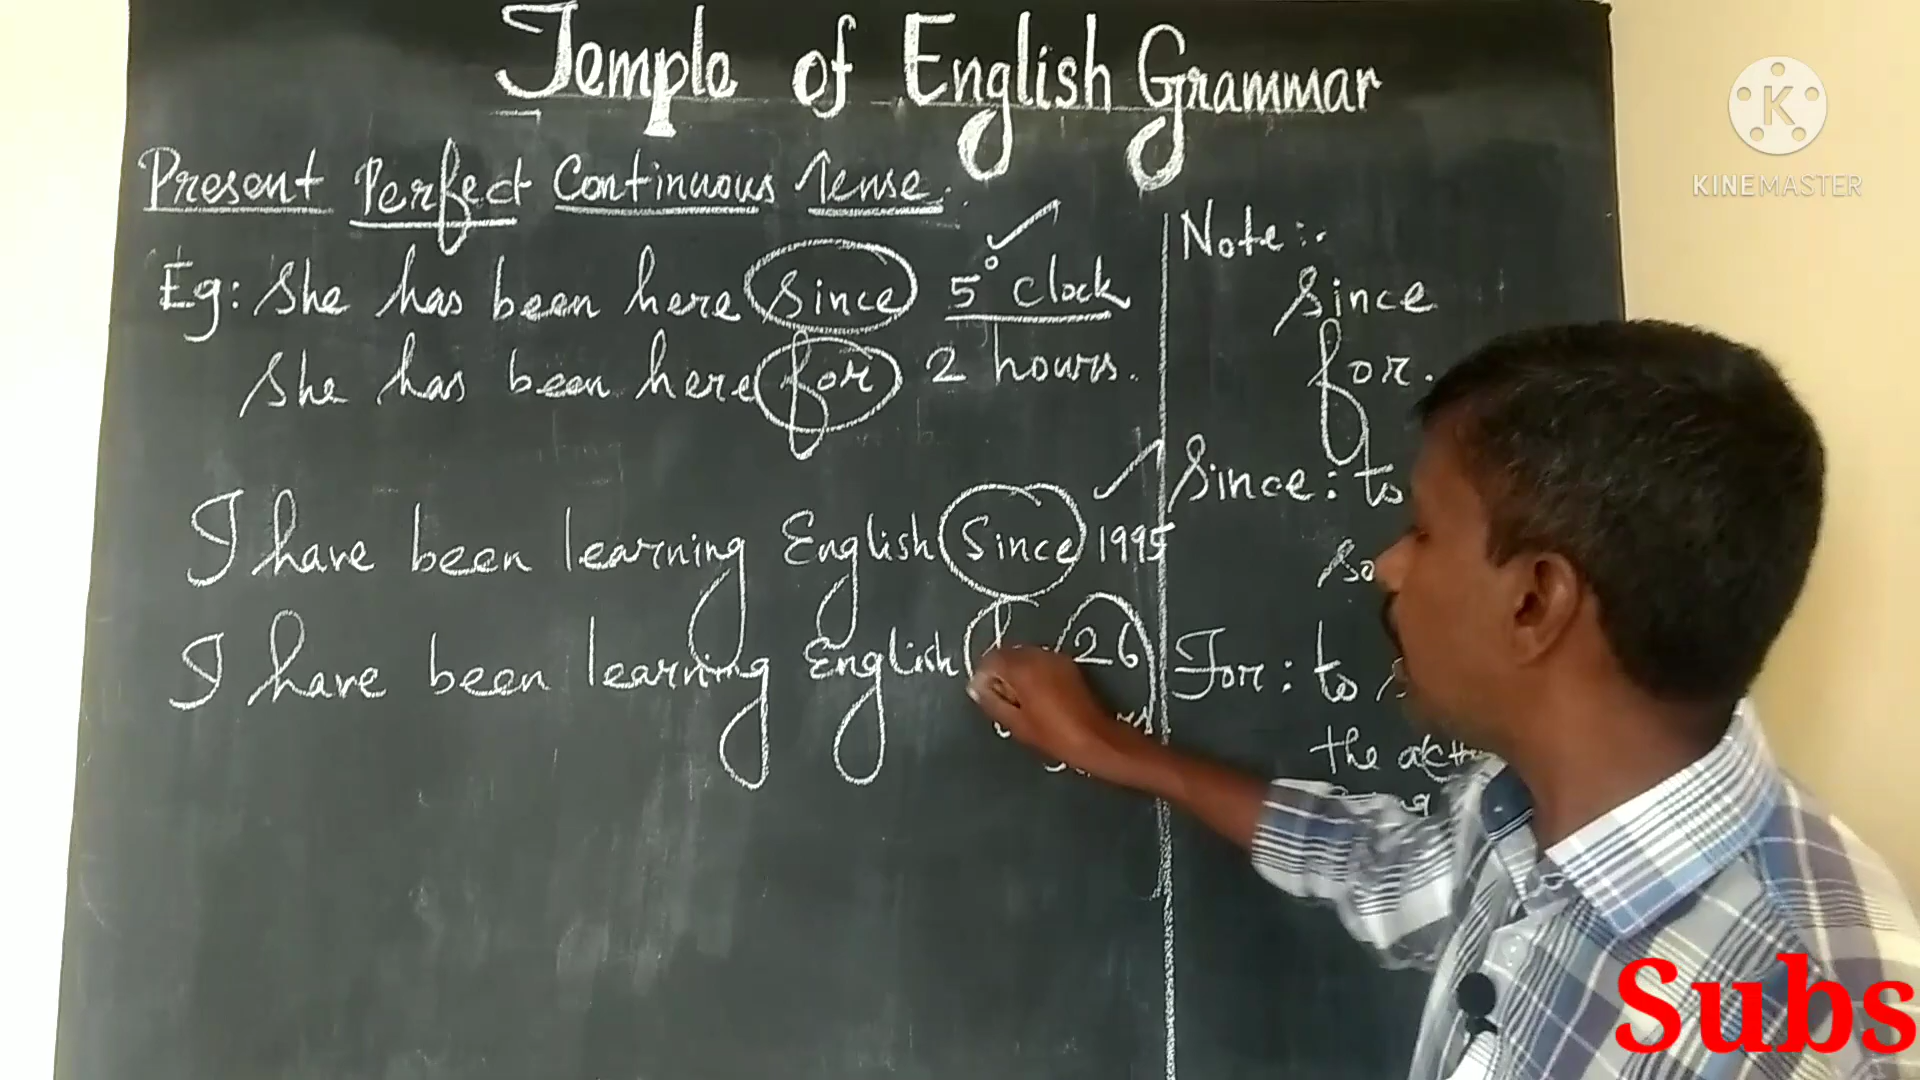 Temple of English Grammar
Present Perfect Continuous Tense.
Eg: She has been here since 5° clock
She has been here for 2 hours.
I have been learning English Since 1995
I have been learning English 26
Note:-
Since
for.
Since: to
For: to
the
KINEMASTER
Subs